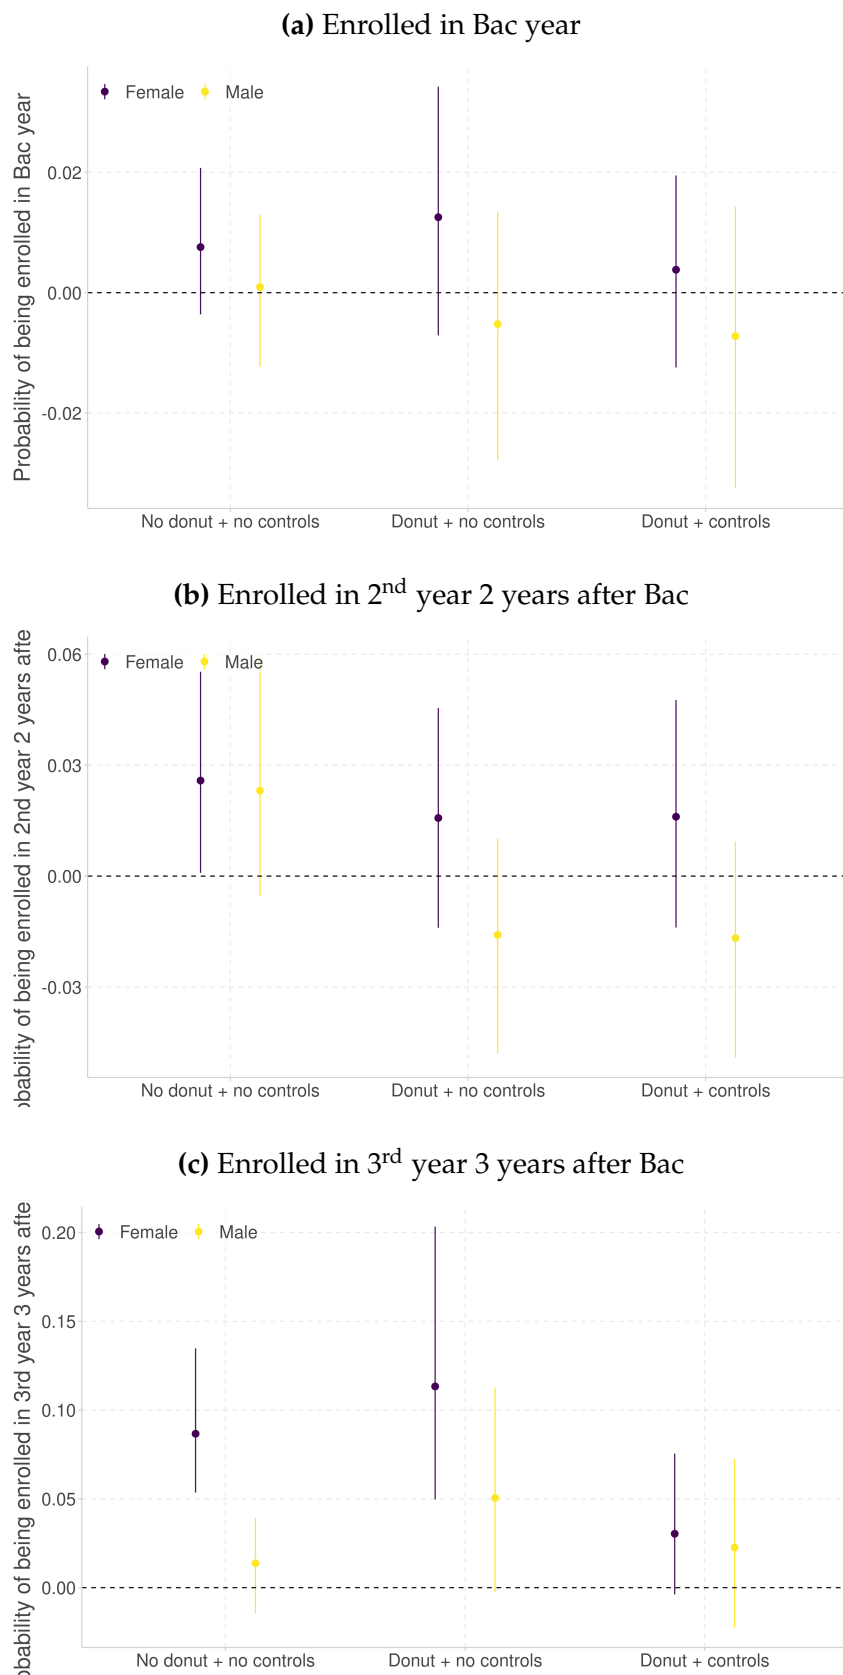 (a) Enrolled in Bac year
Probability of being enrolled in Bac year
Female Male
0.02
0.00
-0.02
No donut + no controls Donut + no controls Donut + controls
(b) Enrolled in 2nd year 2 years after Bac
obability of being enrolled in 2nd year 2 years afte
Female Male
0.06
0.03
0.00
-0.03
No donut + no controls Donut + no controls Donut + controls
(c) Enrolled in 3rd year 3 years after Bac
obability of being enrolled in 3rd year 3 years afte
Female Male
0.20
0.15
0.10
0.05
0.00
No donut + no controls Donut + no controls Donut + controls